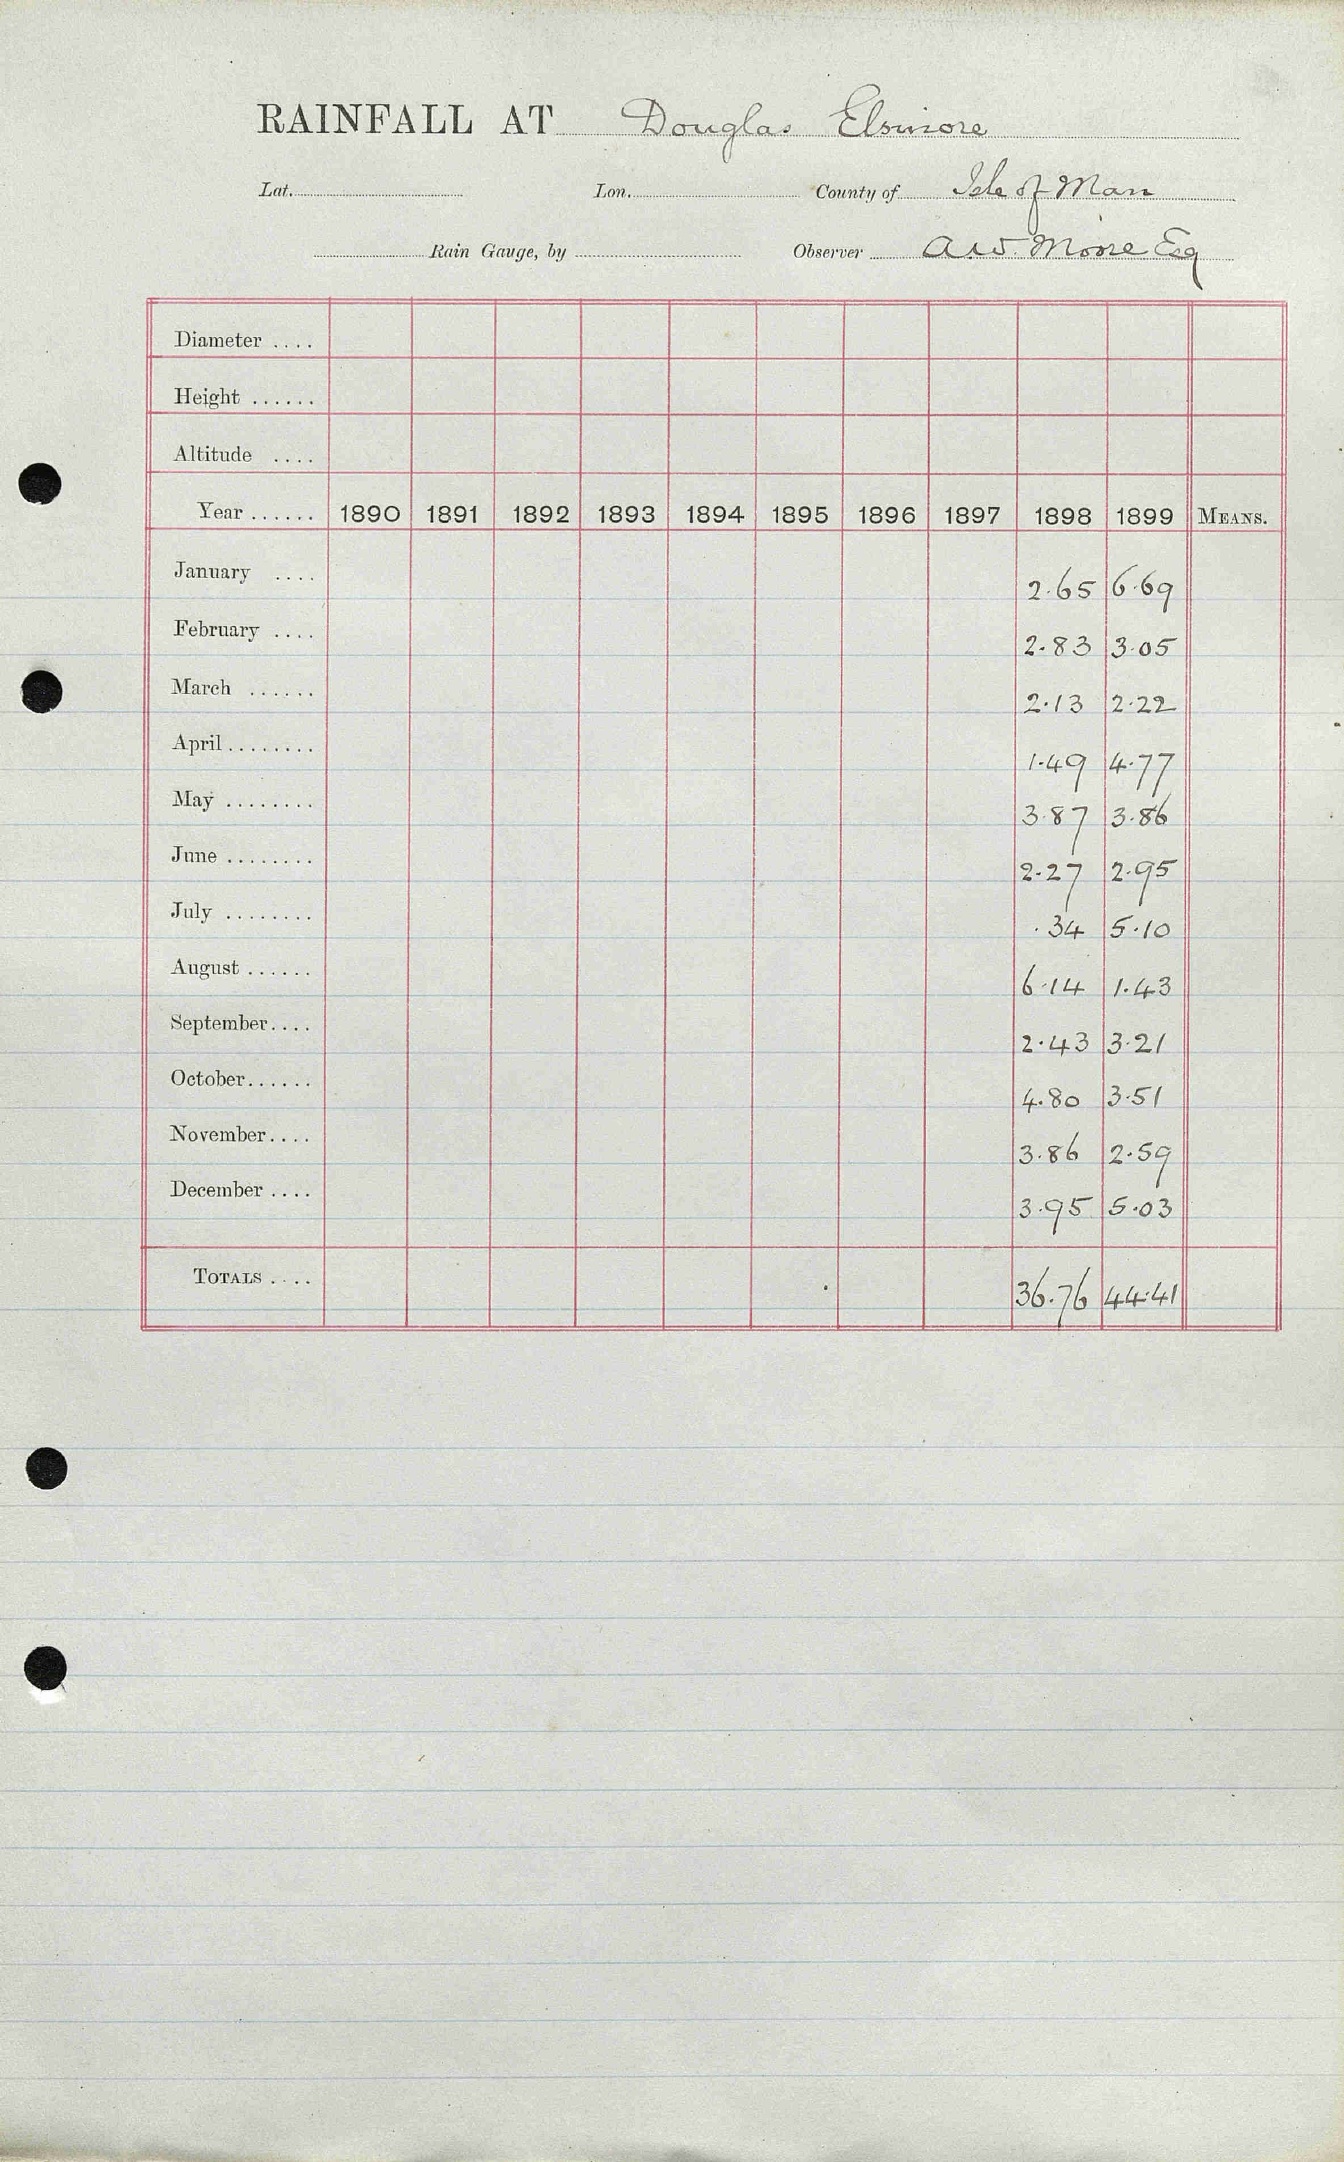 RAINFALL AT Douglas Elsinore
Lat. Lon. County of Isle of Man
Rain Gauge, by Observer A.W. Moore Esq
Diameter ....
Height ......
Altitude ....
Year ...... 1890 1891 1892 1893 1894 1895 1896 1897 1898 1899 MEANS.
January .... 2.65 6.69
February .... 2.83 3.05
March ...... 2.13 2.22
April ........ 1.49 4.77
May ........ 3.87 3.86
June ........ 2.27 2.95
July ........ .34 5.10
August ...... 6.14 1.43
September.... 2.43 3.21
October...... 4.80 3.51
November.... 3.86 2.59
December .... 3.95 5.03
TOTALS .... 36.76 44.41